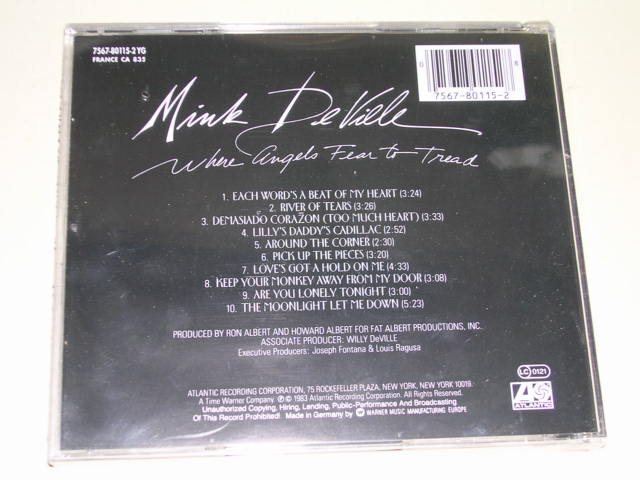 7567-80115-2 YG
FRANCE CA 835
0 8
7567-80115-2
Mink DeVille
Where Angels Fear to Tread
1. EACH WORD'S A BEAT OF MY HEART (3:24)
2. RIVER OF TEARS (3:26)
3. DEMASIADO CORAZÓN (TOO MUCH HEART) (3:33)
4. LILLY'S DADDY'S CADILLAC (2:52)
5. AROUND THE CORNER (2:30)
6. PICK UP THE PIECES (3:20)
7. LOVE'S GOT A HOLD ON ME (4:33)
8. KEEP YOUR MONKEY AWAY FROM MY DOOR (3:08)
9. ARE YOU LONELY TONIGHT (3:00)
10. THE MOONLIGHT LET ME DOWN (5:23)
PRODUCED BY RON ALBERT AND HOWARD ALBERT FOR FAT ALBERT PRODUCTIONS, INC.
ASSOCIATE PRODUCER: WILLY DeVILLE
Executive Producers: Joseph Fontana & Louis Ragusa
LC 0121
ATLANTIC RECORDING CORPORATION, 75 ROCKEFELLER PLAZA, NEW YORK, NEW YORK 10019.
A Time Warner Company. ℗ © 1983 Atlantic Recording Corporation. All Rights Reserved.
Unauthorized Copying, Hiring, Lending, Public-Performance And Broadcasting
Of This Record Prohibited! Made in Germany by WARNER MUSIC MANUFACTURING EUROPE
ATLANTIC